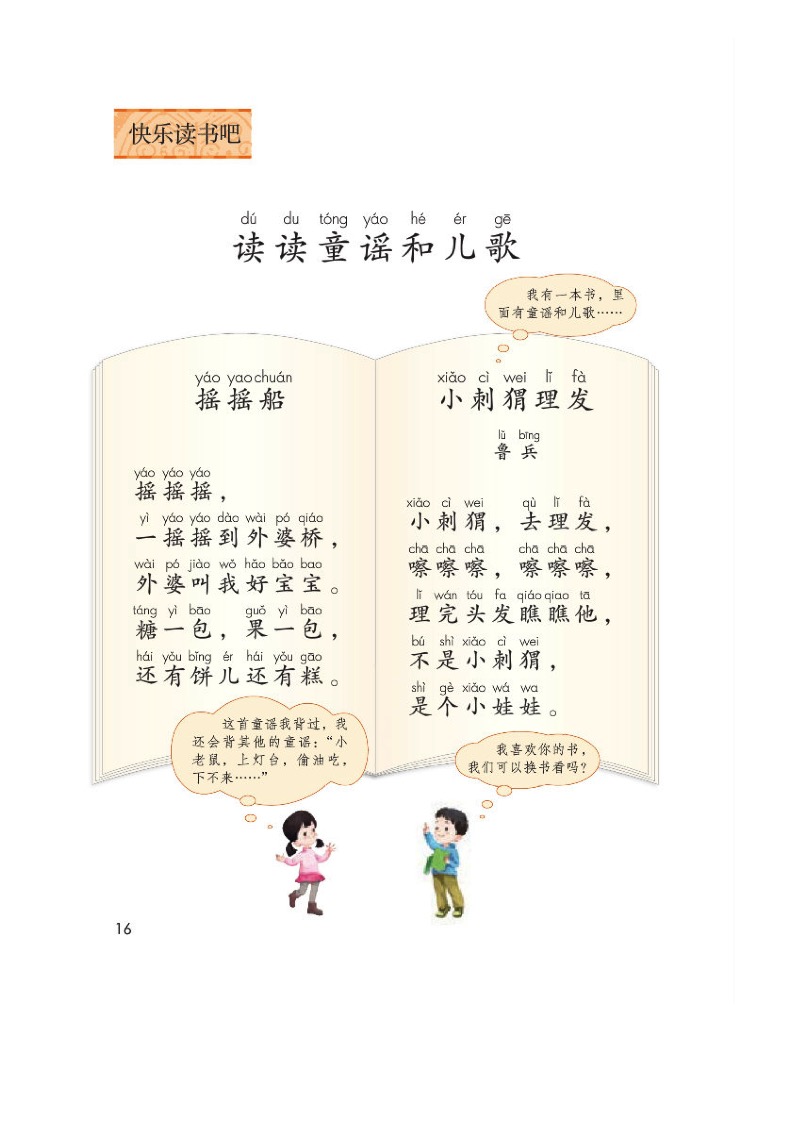 快乐读书吧
dú du tóng yáo hé ér gē
读读童谣和儿歌
我有一本书，里
面有童谣和儿歌……
yáo yao chuán
摇摇船
yáo yáo yáo
摇摇摇，
yì yáo yáo dào wài pó qiáo
一摇摇到外婆桥，
wài pó jiào wǒ hǎo bǎo bao
外婆叫我好宝宝。
táng yì bāo guǒ yì bāo
糖一包，果一包，
hái yǒu bǐng ér hái yǒu gāo
还有饼儿还有糕。
这首童谣我背过，我
还会背其他的童谣：“小
老鼠，上灯台，偷油吃，
下不来……”
xiǎo cì wei lǐ fà
小刺猬理发
lǔ bīng
鲁兵
xiǎo cì wei qù lǐ fà
小刺猬，去理发，
chā chā chā chā chā chā
嚓嚓嚓，嚓嚓嚓，
lǐ wán tóu fa qiáo qiao tā
理完头发瞧瞧他，
bú shì xiǎo cì wei
不是小刺猬，
shì gè xiǎo wá wa
是个小娃娃。
我喜欢你的书，
我们可以换书看吗？
16